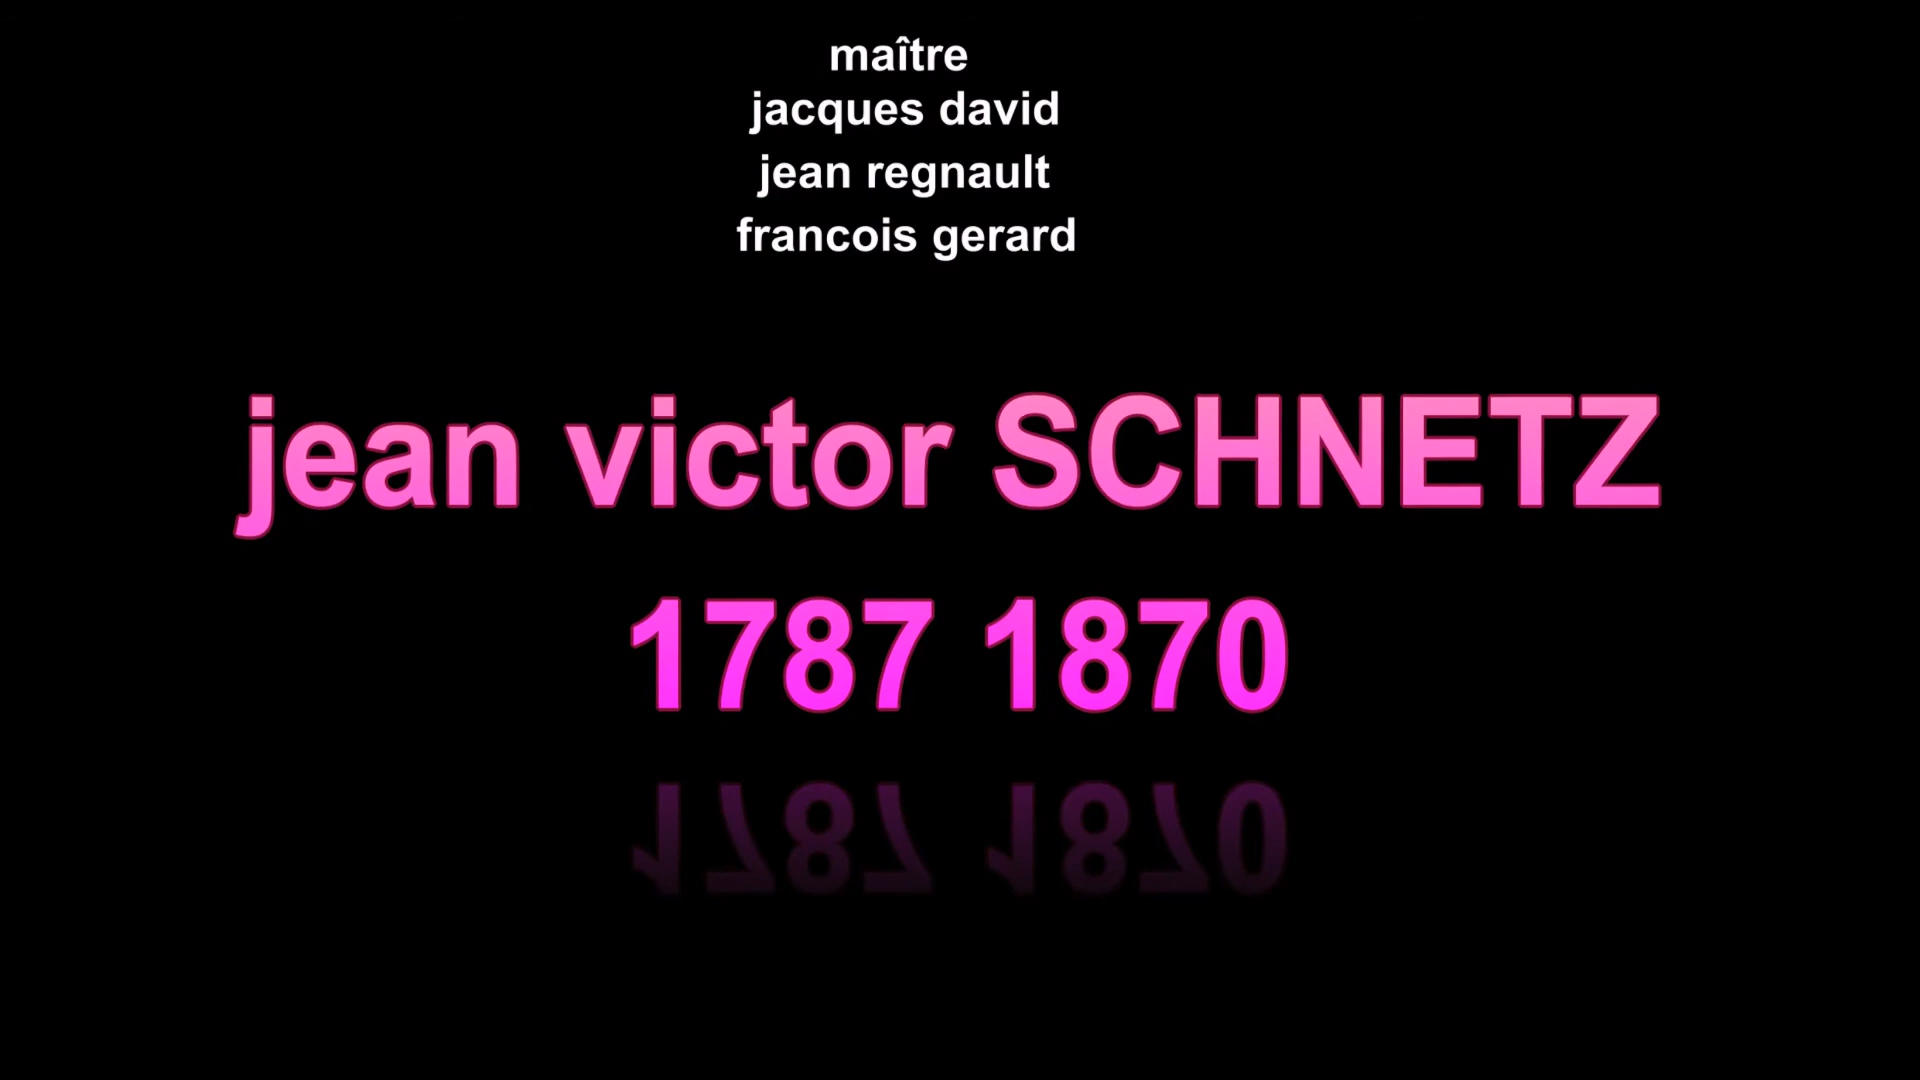 maître
jacques david
jean regnault
francois gerard
jean victor SCHNETZ
1787 1870